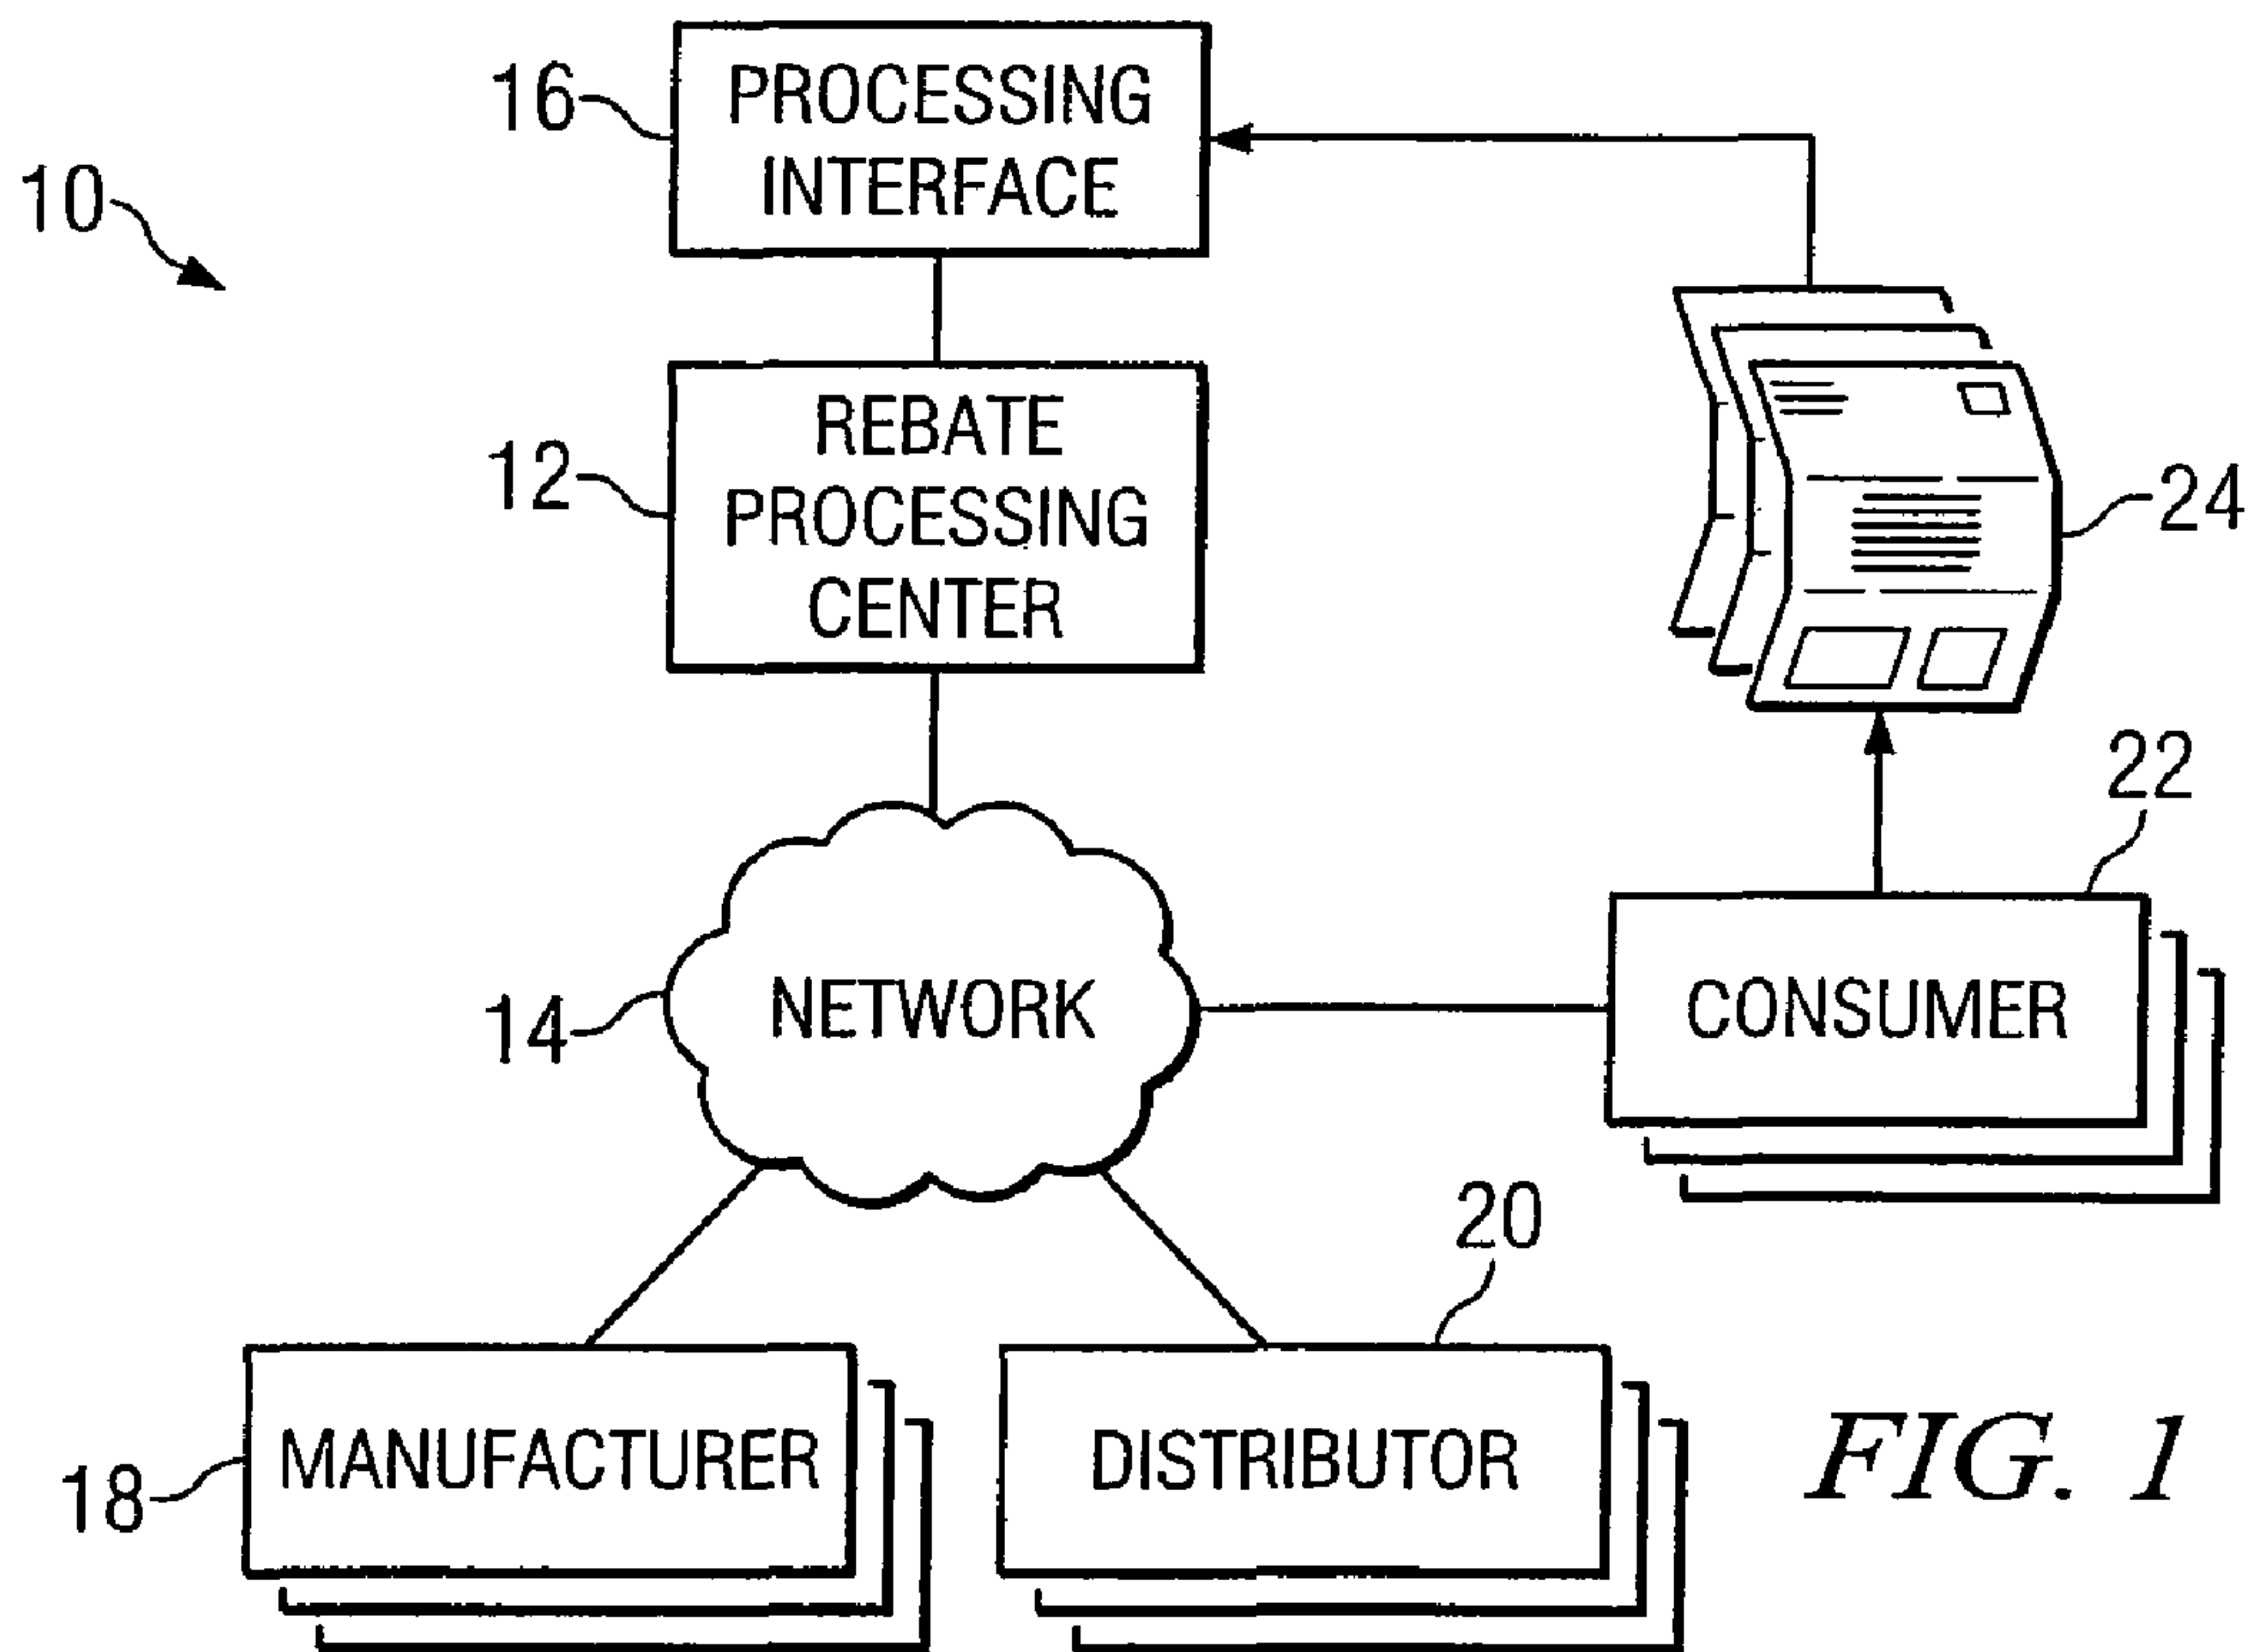 16
PROCESSING
INTERFACE
10
12
REBATE
PROCESSING
CENTER
24
22
14
NETWORK
CONSUMER
20
18
MANUFACTURER
DISTRIBUTOR
FIG. 1